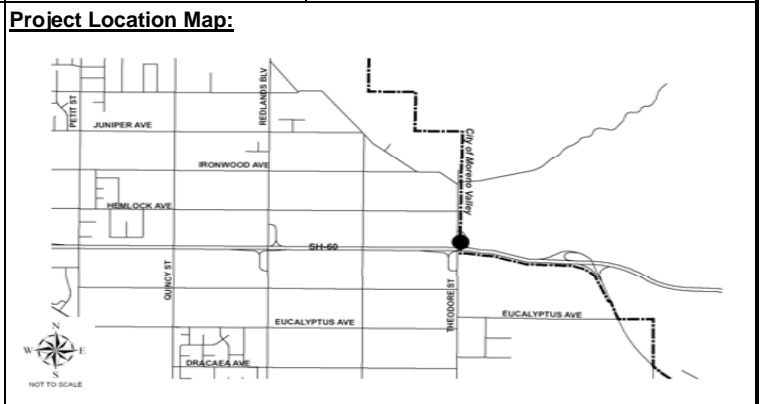 Project Location Map:
PETIT ST
REDLANDS BLV
JUNIPER AVE
City of Moreno Valley
IRONWOOD AVE
HEMLOCK AVE
SH-60
QUINCY ST
THEODORE ST
EUCALYPTUS AVE
EUCALYPTUS AVE
DRACAEA AVE
N
W
E
S
NOT TO SCALE